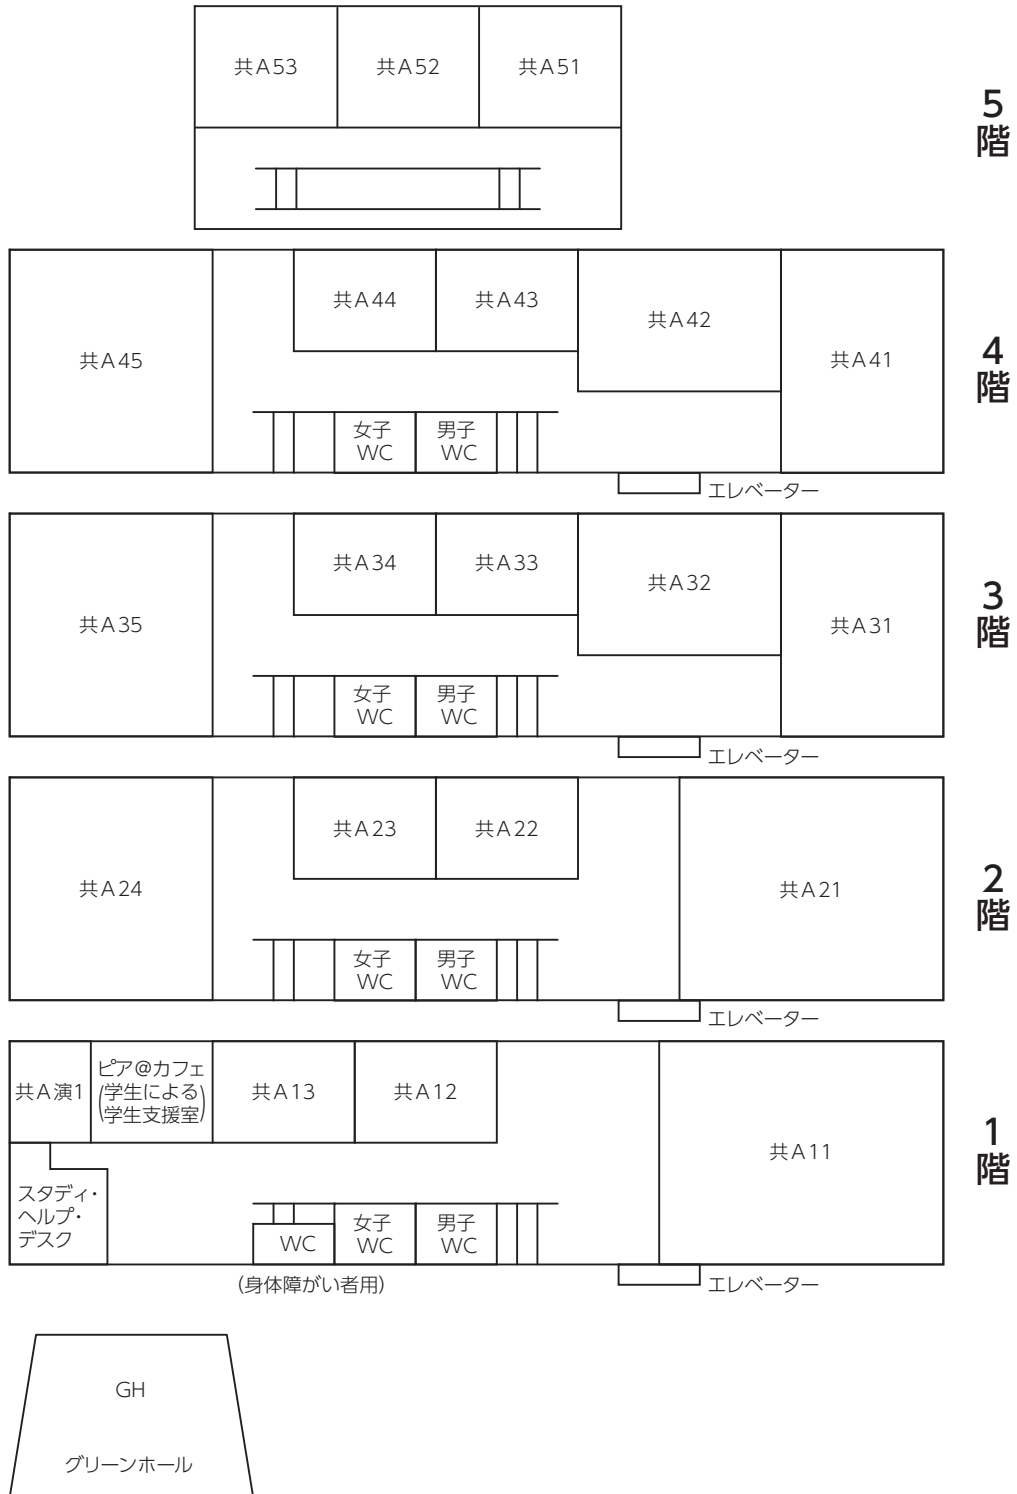 共A53
共A52
共A51
5階
共A45
共A44
共A43
共A42
共A41
4階
女子
WC
男子
WC
エレベーター
共A35
共A34
共A33
共A32
共A31
3階
女子
WC
男子
WC
エレベーター
共A24
共A23
共A22
共A21
2階
女子
WC
男子
WC
エレベーター
共A演1
ピア@カフェ
(学生による
学生支援室)
共A13
共A12
共A11
1階
スタディ・
ヘルプ・
デスク
WC
女子
WC
男子
WC
(身体障がい者用)
エレベーター
GH
グリーンホール